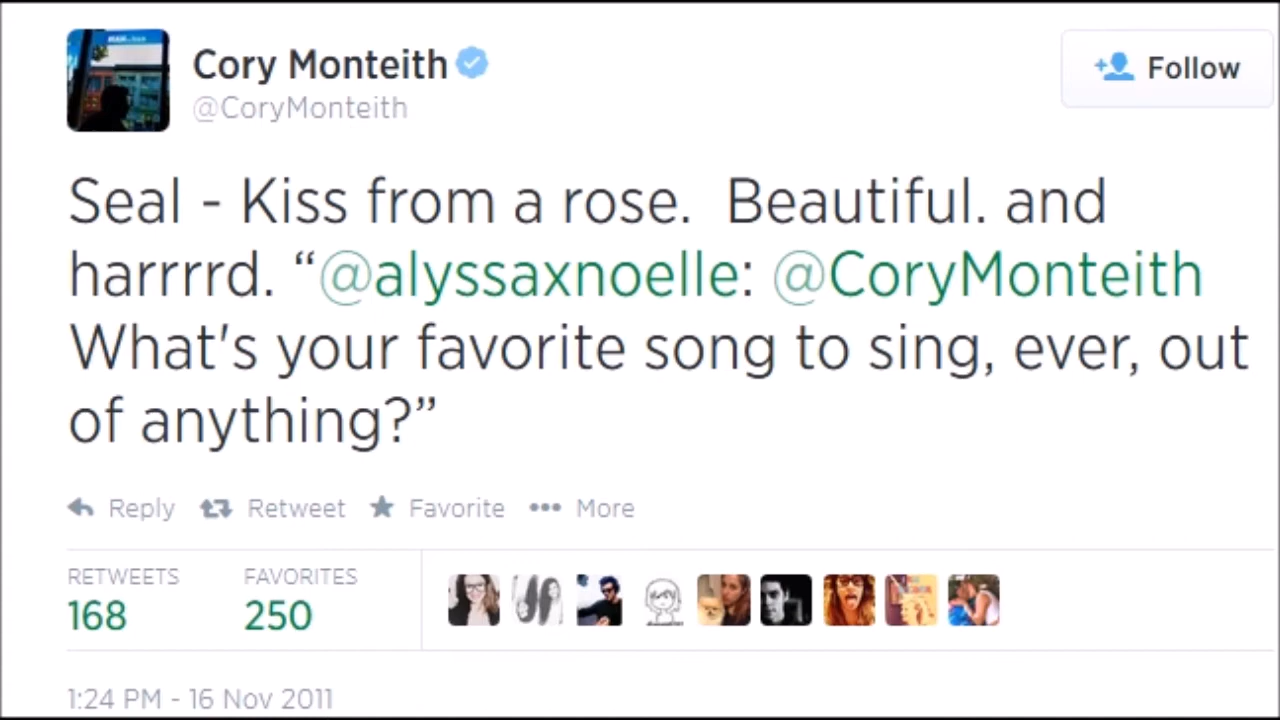 Cory Monteith
@CoryMonteith
Follow
Seal - Kiss from a rose.  Beautiful. and
harrrrd. “@alyssaxnoelle: @CoryMonteith
What's your favorite song to sing, ever, out
of anything?”
Reply Retweet Favorite More
RETWEETS FAVORITES
168 250
1:24 PM - 16 Nov 2011